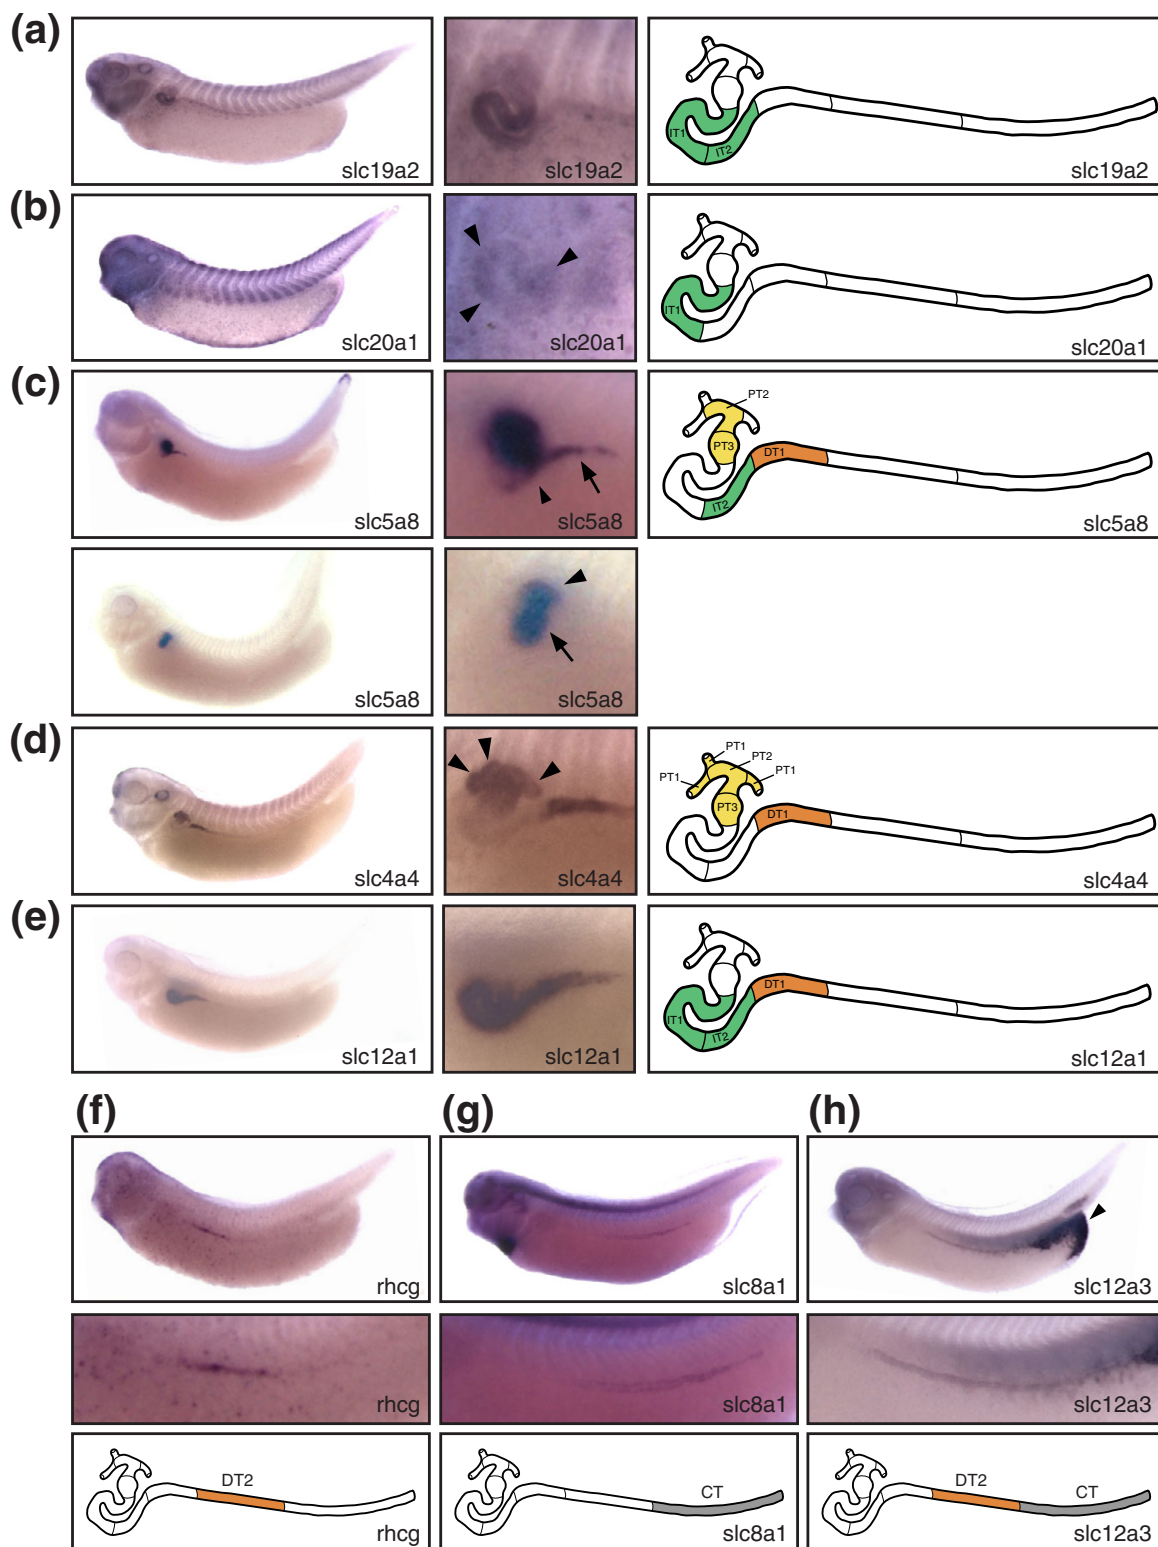 (a)
slc19a2
slc19a2
IT1
IT2
slc19a2
(b)
slc20a1
slc20a1
IT1
slc20a1
(c)
slc5a8
slc5a8
PT2
PT3
DT1
IT2
slc5a8
slc5a8
slc5a8
(d)
slc4a4
slc4a4
PT1
PT2
PT1
PT1
PT3
DT1
slc4a4
(e)
slc12a1
slc12a1
DT1
IT1
IT2
slc12a1
(f)
(g)
(h)
rhcg
slc8a1
slc12a3
rhcg
slc8a1
slc12a3
DT2
rhcg
CT
slc8a1
DT2
CT
slc12a3